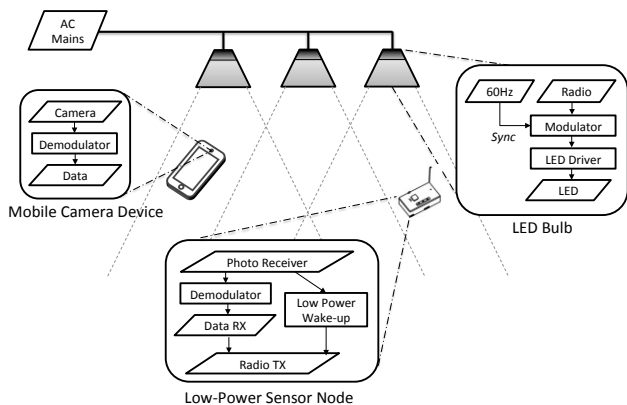 AC
Mains
Camera
Demodulator
Data
Mobile Camera Device
60Hz
Radio
Sync
Modulator
LED Driver
LED
LED Bulb
Photo Receiver
Demodulator
Low Power
Wake-up
Data RX
Radio TX
Low-Power Sensor Node